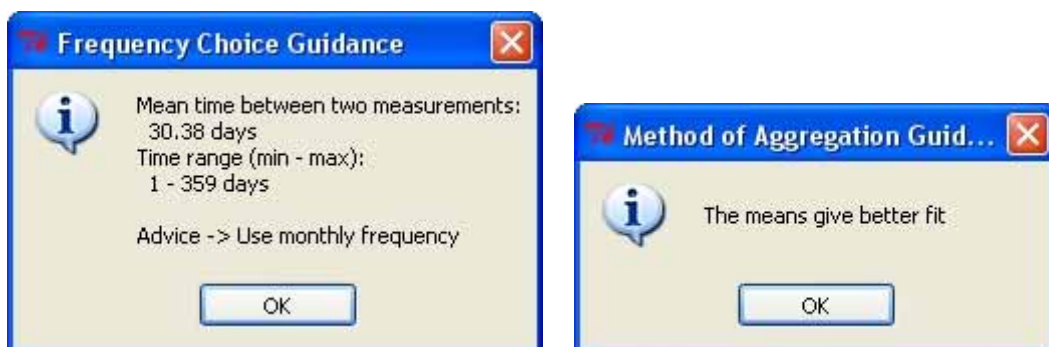 Frequency Choice Guidance
Mean time between two measurements:
30.38 days
Time range (min - max):
1 - 359 days
Advice -> Use monthly frequency
OK
Method of Aggregation Guid...
The means give better fit
OK